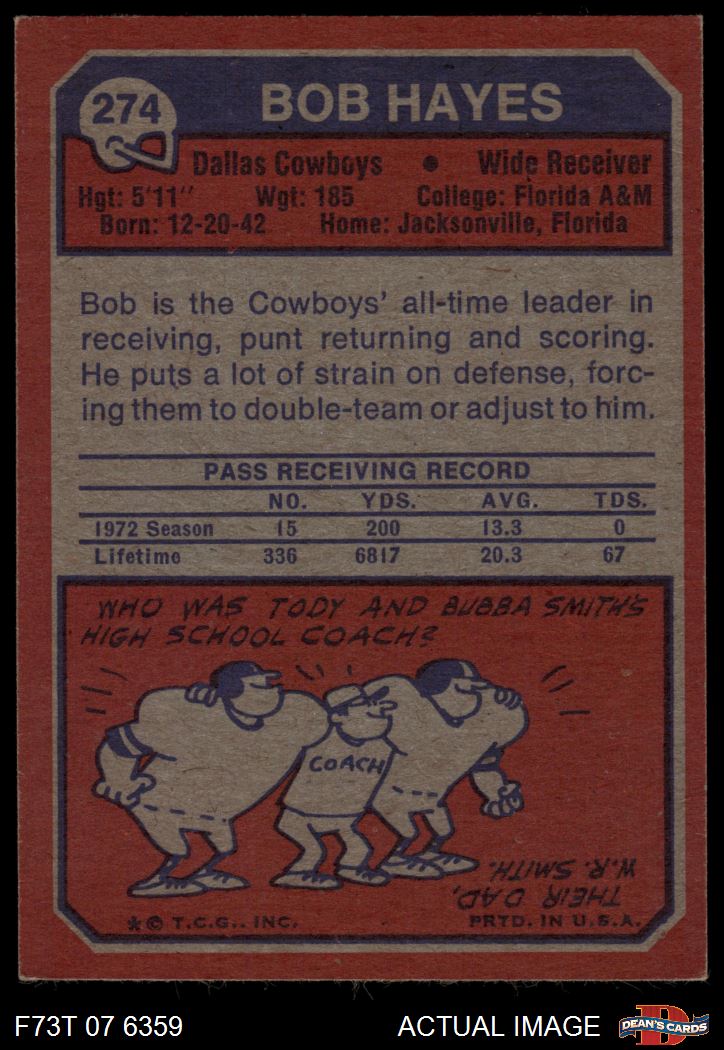 274
BOB HAYES
Dallas Cowboys • Wide Receiver
Hgt: 5'11" Wgt: 185 College: Florida A&M
Born: 12-20-42 Home: Jacksonville, Florida
Bob is the Cowboys' all-time leader in
receiving, punt returning and scoring.
He puts a lot of strain on defense, forc-
ing them to double-team or adjust to him.
PASS RECEIVING RECORD
NO. YDS. AVG. TDS.
1972 Season 15 200 13.3 0
Lifetime 336 6817 20.3 67
WHO WAS TODY AND BUBBA SMITH'S
HIGH SCHOOL COACH?
COACH
THEIR DAD,
W.R. SMITH.
*© T.C.G., INC. PRTD. IN U.S.A.
F73T 07 6359 ACTUAL IMAGE
D
DEAN'S CARDS